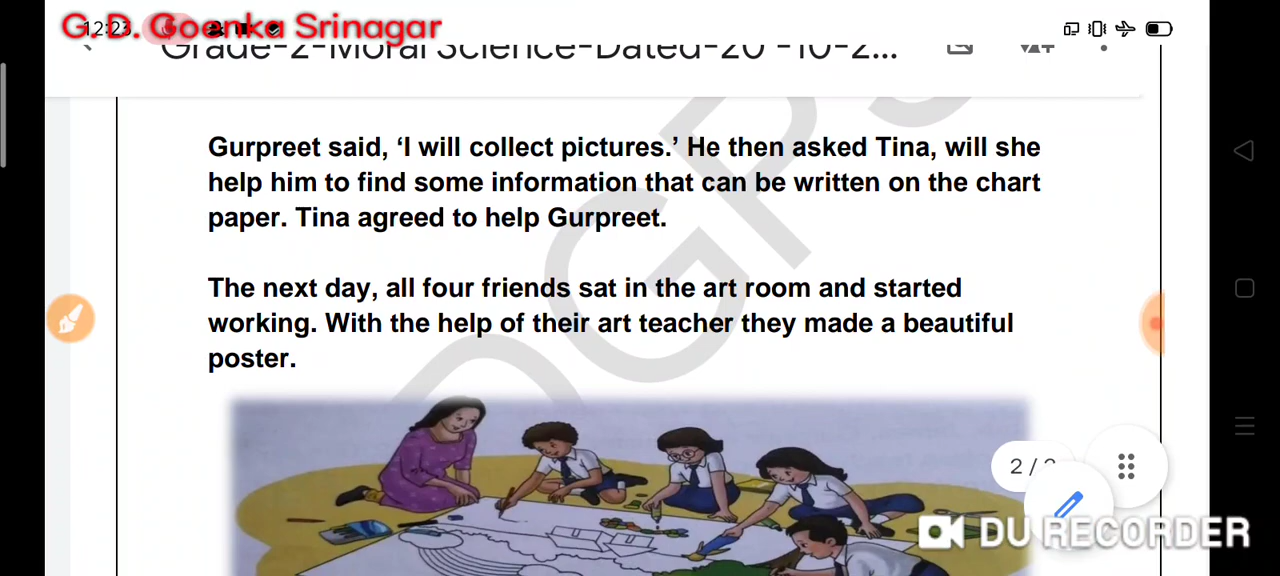 G.D. Goenka Srinagar
12:23
Grade-2-Moral Science-Dated-20 -10-2...
Gurpreet said, ‘I will collect pictures.’ He then asked Tina, will she
help him to find some information that can be written on the chart
paper. Tina agreed to help Gurpreet.
The next day, all four friends sat in the art room and started
working. With the help of their art teacher they made a beautiful
poster.
2 /
DU RECORDER